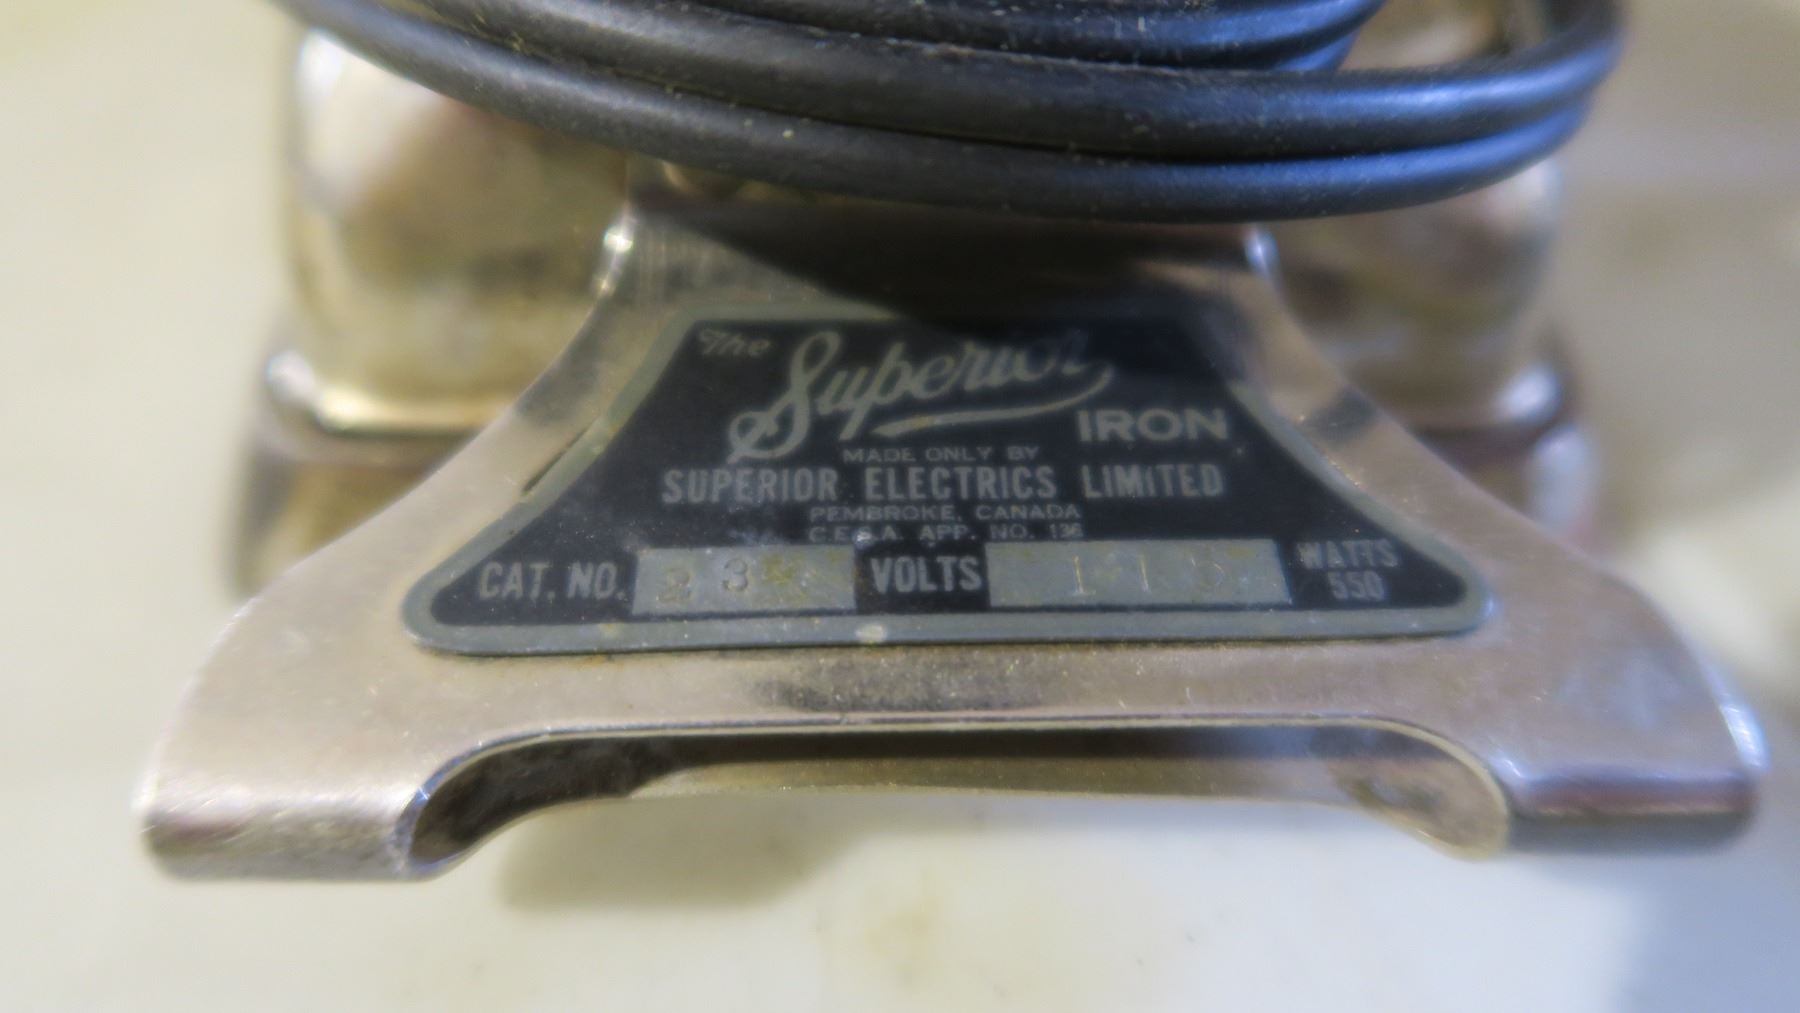 The Superior
IRON
MADE ONLY BY
SUPERIOR ELECTRICS LIMITED
PEMBROKE, CANADA
C.E.S.A. APP. NO. 136
CAT. NO. VOLTS 115 WATTS
550